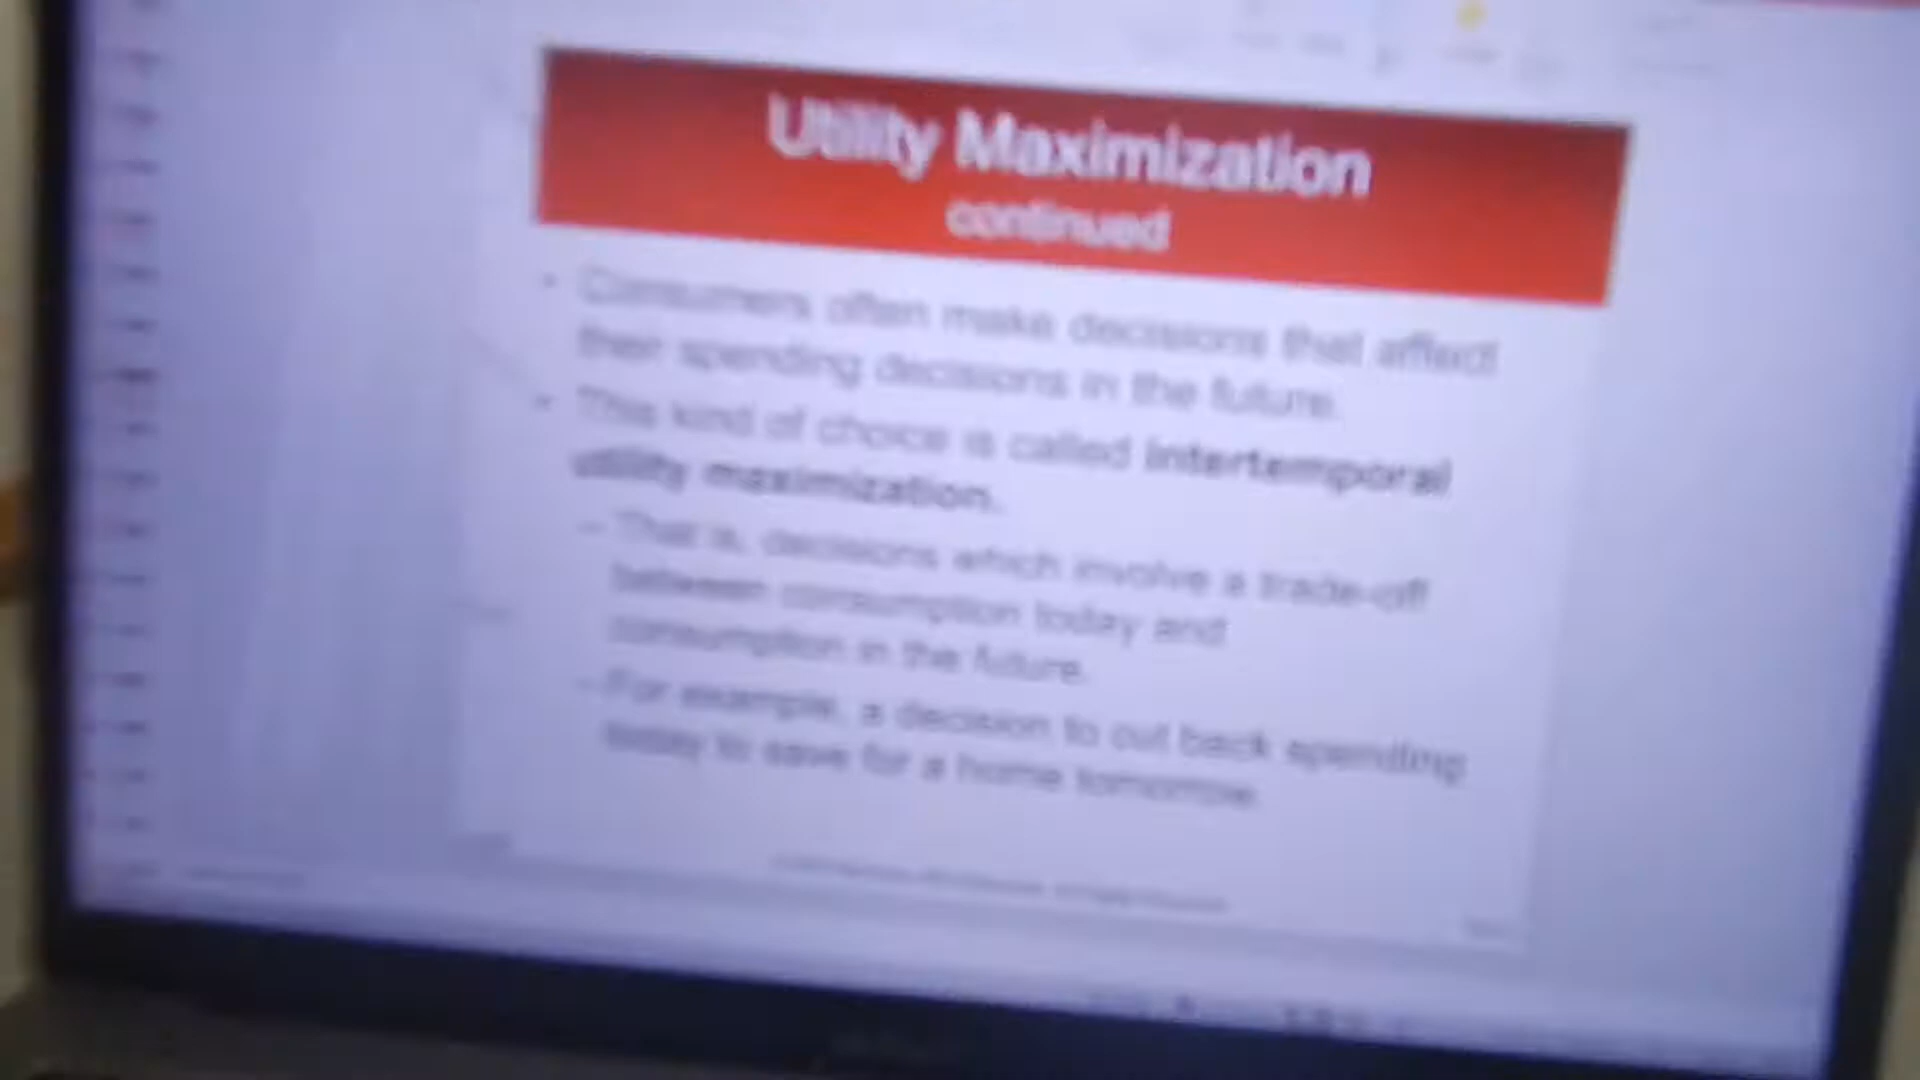 Utility Maximization
continued
• Consumers often make decisions that affect
their spending decisions in the future.
• This kind of choice is called intertemporal
utility maximization.
– That is, decisions which involve a trade-off
between consumption today and
consumption in the future.
– For example, a decision to cut back spending
today to save for a home tomorrow.